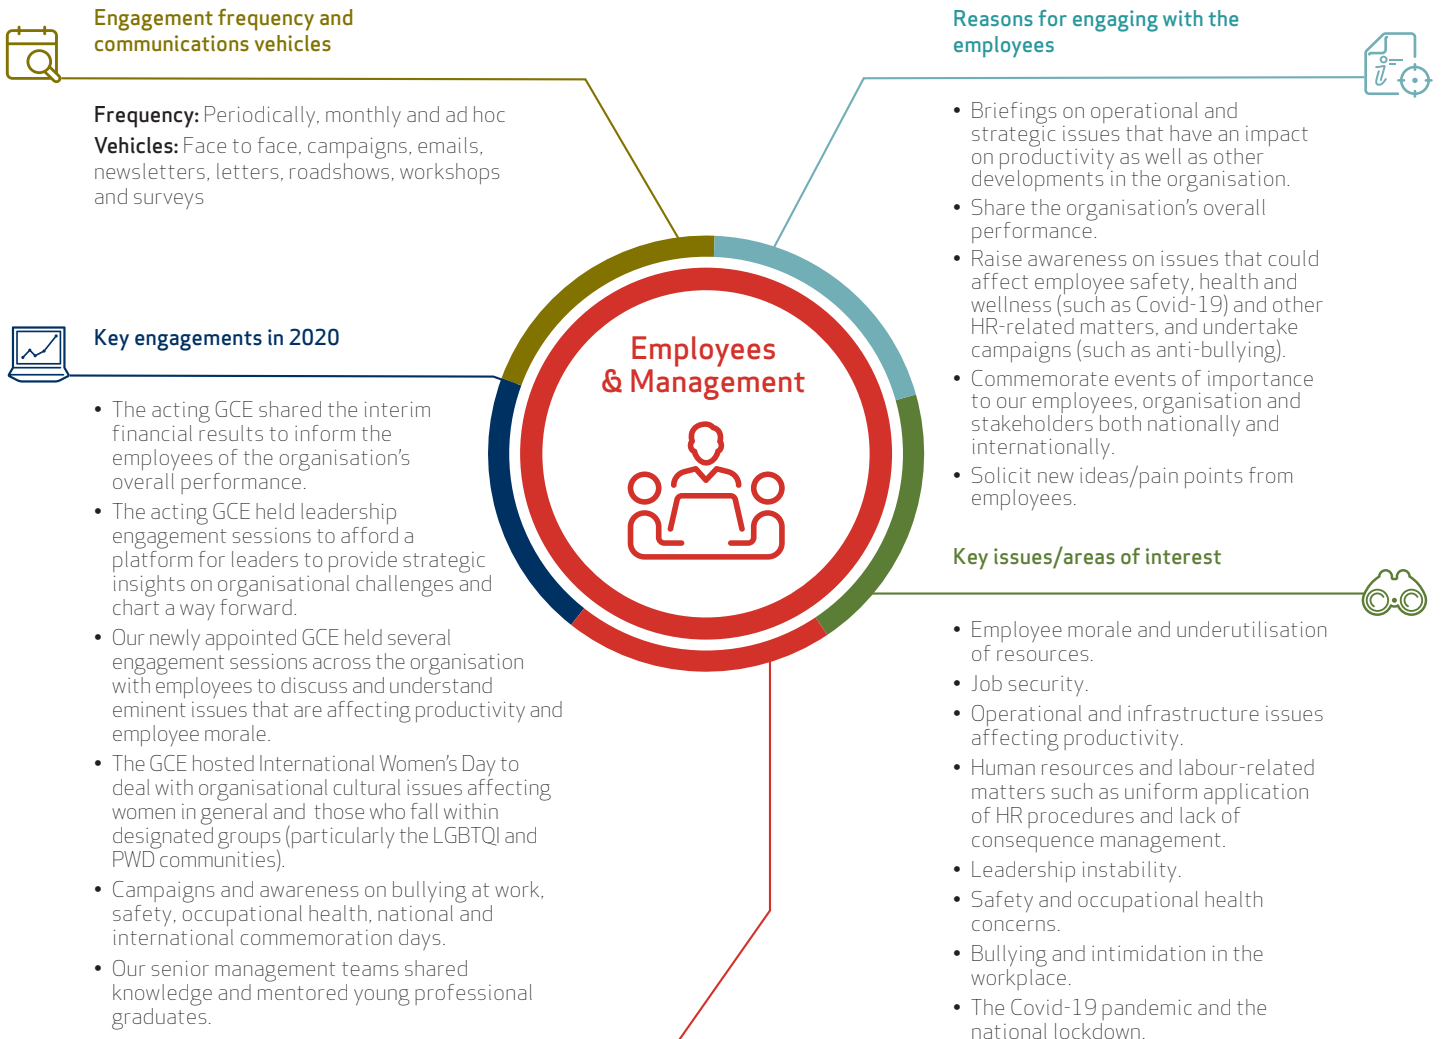 Engagement frequency and
communications vehicles
Frequency: Periodically, monthly and ad hoc
Vehicles: Face to face, campaigns, emails,
newsletters, letters, roadshows, workshops
and surveys
Key engagements in 2020
• The acting GCE shared the interim
financial results to inform the
employees of the organisation's
overall performance.
• The acting GCE held leadership
engagement sessions to afford a
platform for leaders to provide strategic
insights on organisational challenges and
chart a way forward.
• Our newly appointed GCE held several
engagement sessions across the organisation
with employees to discuss and understand
eminent issues that are affecting productivity and
employee morale.
• The GCE hosted International Women's Day to
deal with organisational cultural issues affecting
women in general and those who fall within
designated groups (particularly the LGBTQI and
PWD communities).
• Campaigns and awareness on bullying at work,
safety, occupational health, national and
international commemoration days.
• Our senior management teams shared
knowledge and mentored young professional
graduates.
Employees
& Management
Reasons for engaging with the
employees
• Briefings on operational and
strategic issues that have an impact
on productivity as well as other
developments in the organisation.
• Share the organisation's overall
performance.
• Raise awareness on issues that could
affect employee safety, health and
wellness (such as Covid-19) and other
HR-related matters, and undertake
campaigns (such as anti-bullying).
• Commemorate events of importance
to our employees, organisation and
stakeholders both nationally and
internationally.
• Solicit new ideas/pain points from
employees.
Key issues/areas of interest
• Employee morale and underutilisation
of resources.
• Job security.
• Operational and infrastructure issues
affecting productivity.
• Human resources and labour-related
matters such as uniform application
of HR procedures and lack of
consequence management.
• Leadership instability.
• Safety and occupational health
concerns.
• Bullying and intimidation in the
workplace.
• The Covid-19 pandemic and the
national lockdown.